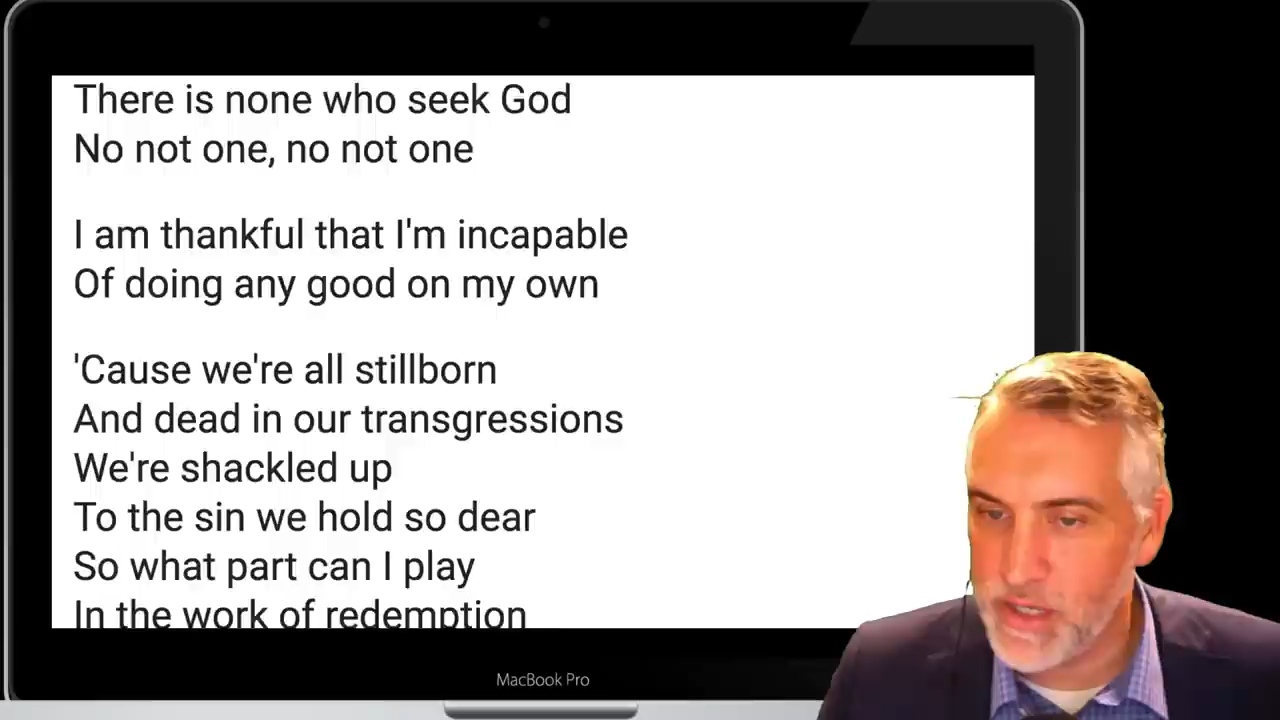 There is none who seek God
No not one, no not one
I am thankful that I'm incapable
Of doing any good on my own
'Cause we're all stillborn
And dead in our transgressions
We're shackled up
To the sin we hold so dear
So what part can I play
In the work of redemption
MacBook Pro